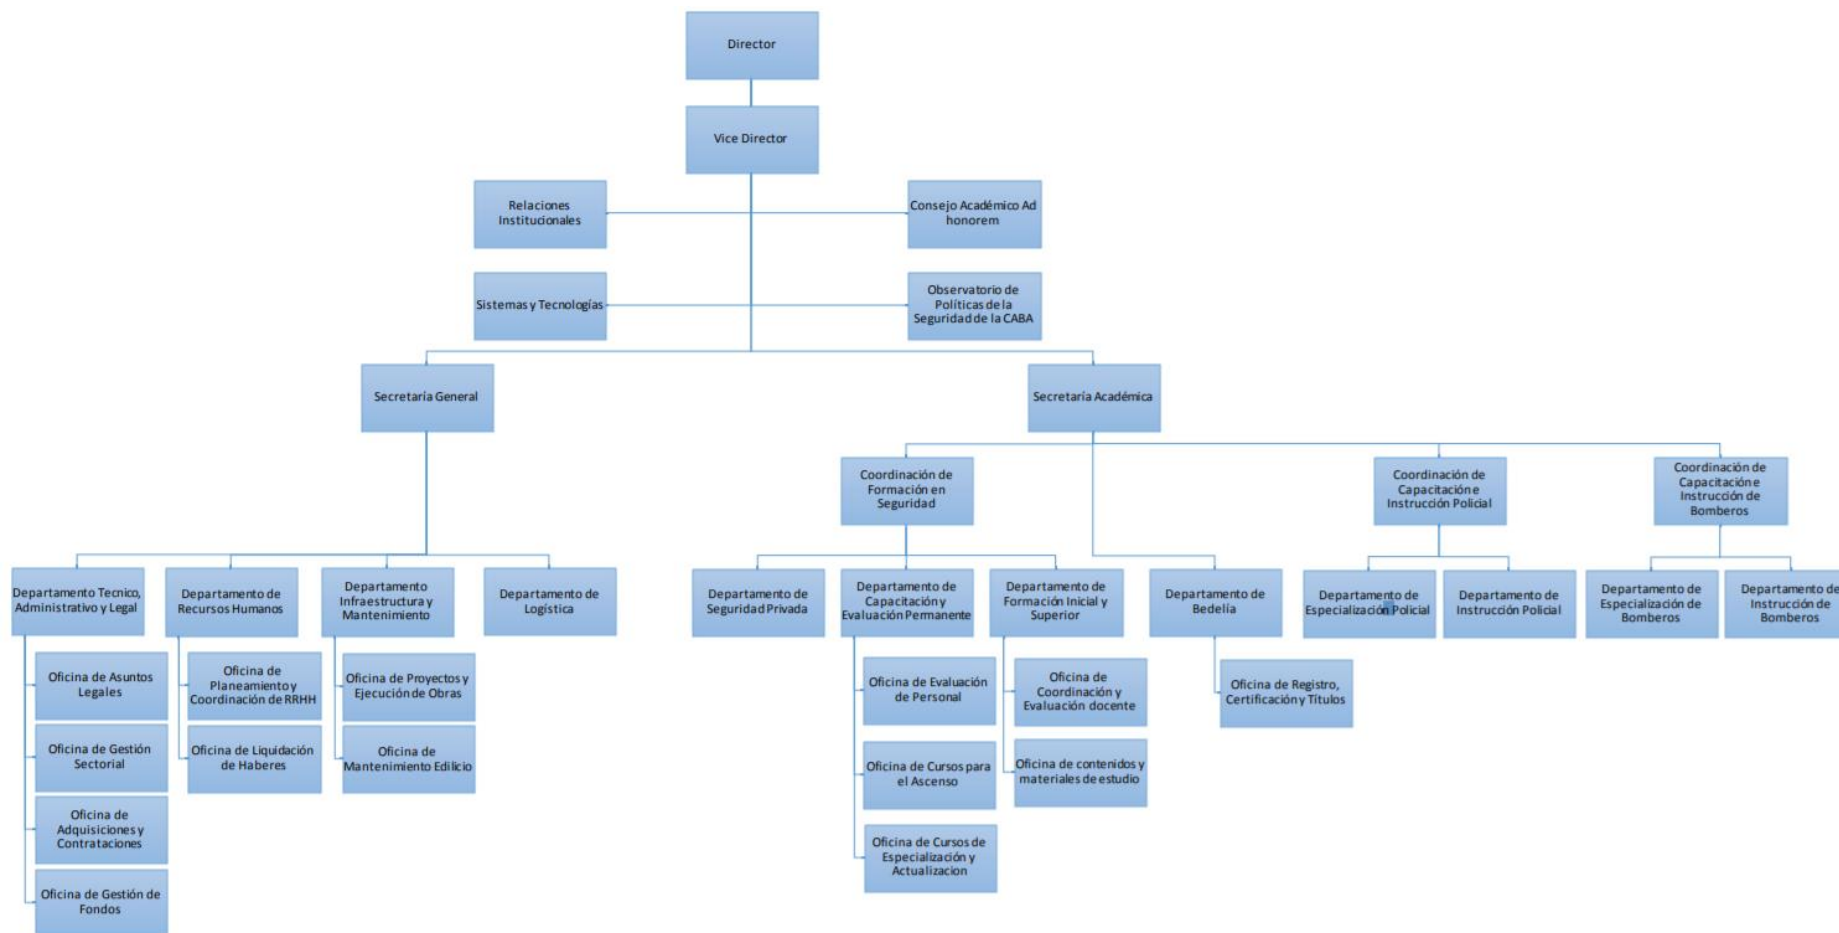 Director
Vice Director
Relaciones
Institucionales
Consejo Académico Ad
honorem
Sistemas y Tecnologías
Observatorio de
Políticas de la
Seguridad de la CABA
Secretaría General
Secretaría Académica
Coordinación de
Formación en
Seguridad
Coordinación de
Capacitación e
Instrucción Policial
Coordinación de
Capacitación e
Instrucción de
Bomberos
Departamento Tecnico,
Administrativo y Legal
Departamento de
Recursos Humanos
Departamento
Infraestructura y
Mantenimiento
Departamento de
Logística
Departamento de
Seguridad Privada
Departamento de
Capacitación y
Evaluación Permanente
Departamento de
Formación Inicial y
Superior
Departamento de
Bedelía
Departamento de
Especialización Policial
Departamento de
Instrucción Policial
Departamento de
Especialización de
Bomberos
Departamento de
Instrucción de
Bomberos
Oficina de Asuntos
Legales
Oficina de Gestión
Sectorial
Oficina de
Adquisiciones y
Contrataciones
Oficina de Gestión de
Fondos
Oficina de
Planeamiento y
Coordinación de RRHH
Oficina de Liquidación
de Haberes
Oficina de Proyectos y
Ejecución de Obras
Oficina de
Mantenimiento Edilicio
Oficina de Evaluación
de Personal
Oficina de Cursos para
el Ascenso
Oficina de Cursos de
Especialización y
Actualizacion
Oficina de
Coordinación y
Evaluación docente
Oficina de contenidos y
materiales de estudio
Oficina de Registro,
Certificación y Títulos